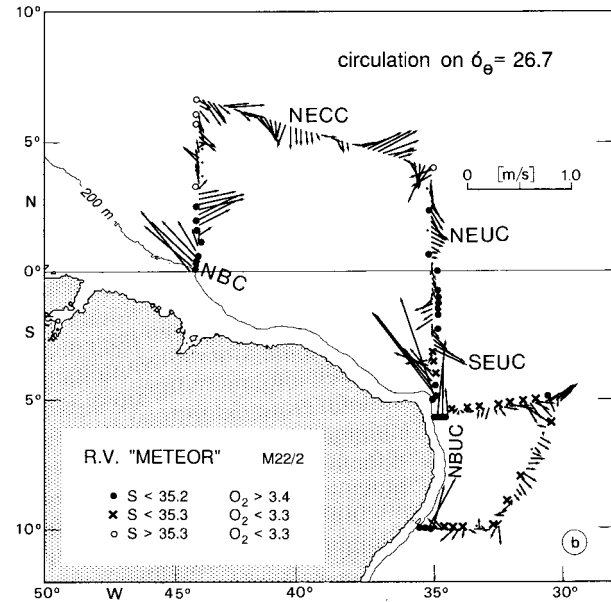 10°
circulation on σθ= 26.7
NECC
5°
0 [m/s] 1.0
200 m
N
NEUC
0°
NBC
S
SEUC
5°
R.V. "METEOR" M22/2
NBUC
● S < 35.2 O₂ > 3.4
× S < 35.3 O₂ < 3.3
○ S > 35.3 O₂ < 3.3
10°
b
50° W 45° 40° 35° 30°